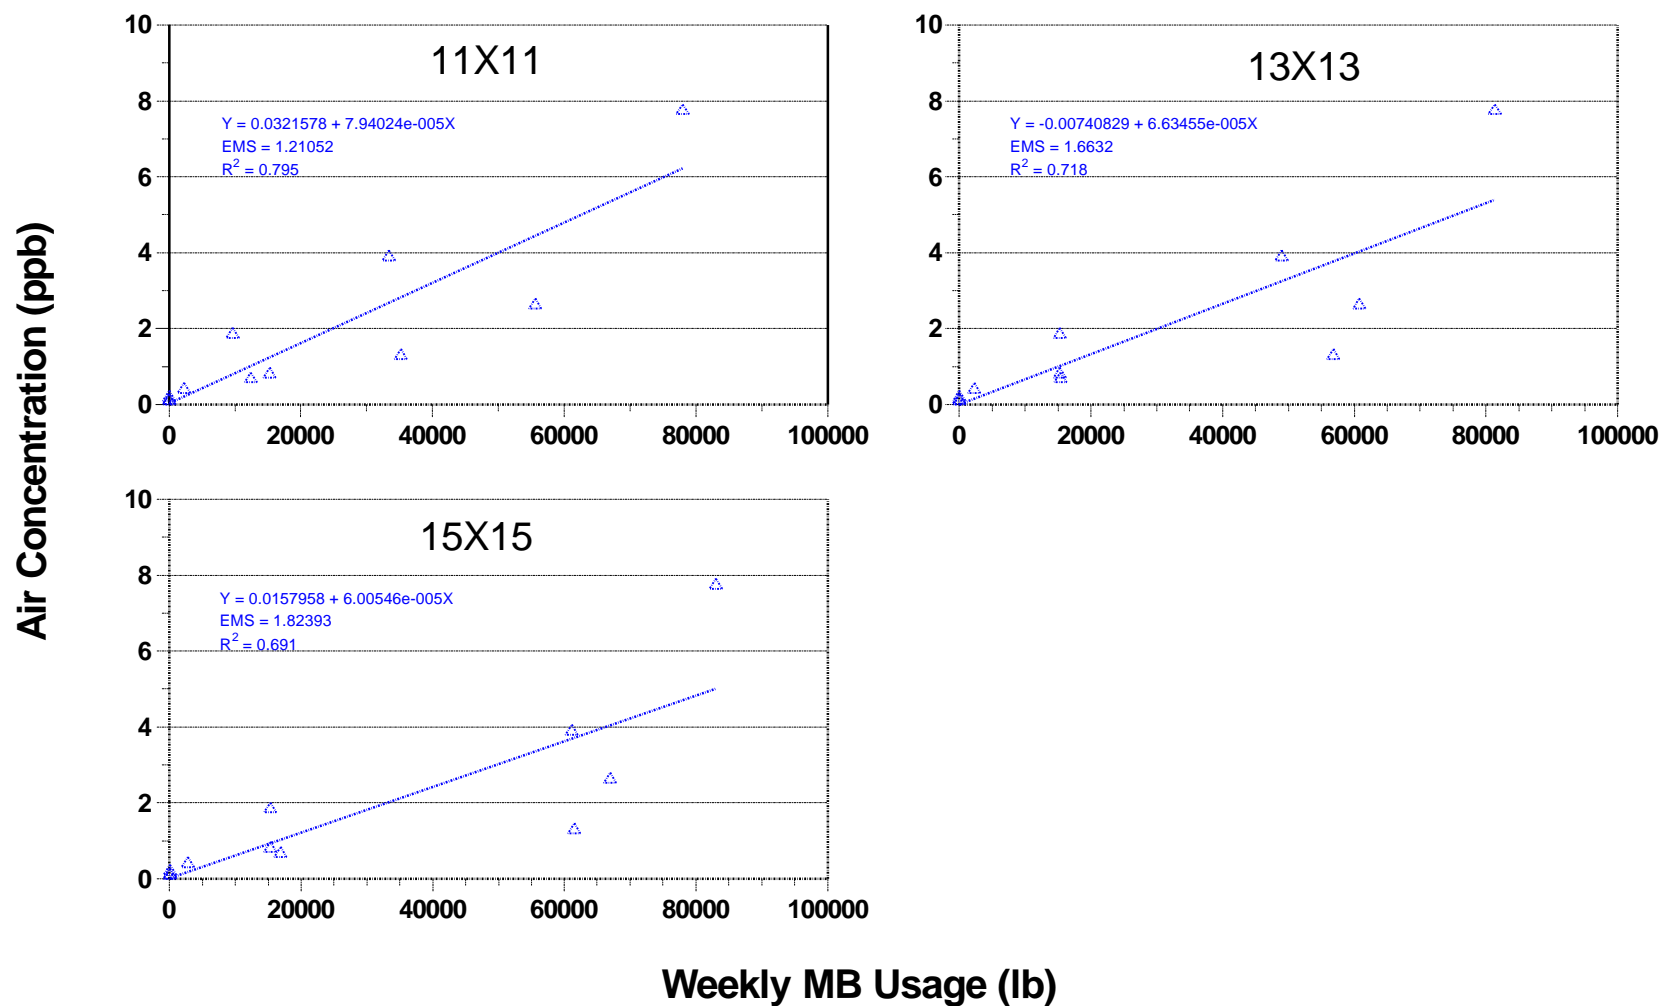 Air Concentration (ppb)
11X11
Y = 0.0321578 + 7.94024e-005X
EMS = 1.21052
R² = 0.795
10
8
6
4
2
0
0 20000 40000 60000 80000 100000
13X13
Y = -0.00740829 + 6.63455e-005X
EMS = 1.6632
R² = 0.718
10
8
6
4
2
0
0 20000 40000 60000 80000 100000
15X15
Y = 0.0157958 + 6.00546e-005X
EMS = 1.82393
R² = 0.691
10
8
6
4
2
0
0 20000 40000 60000 80000 100000
Weekly MB Usage (lb)